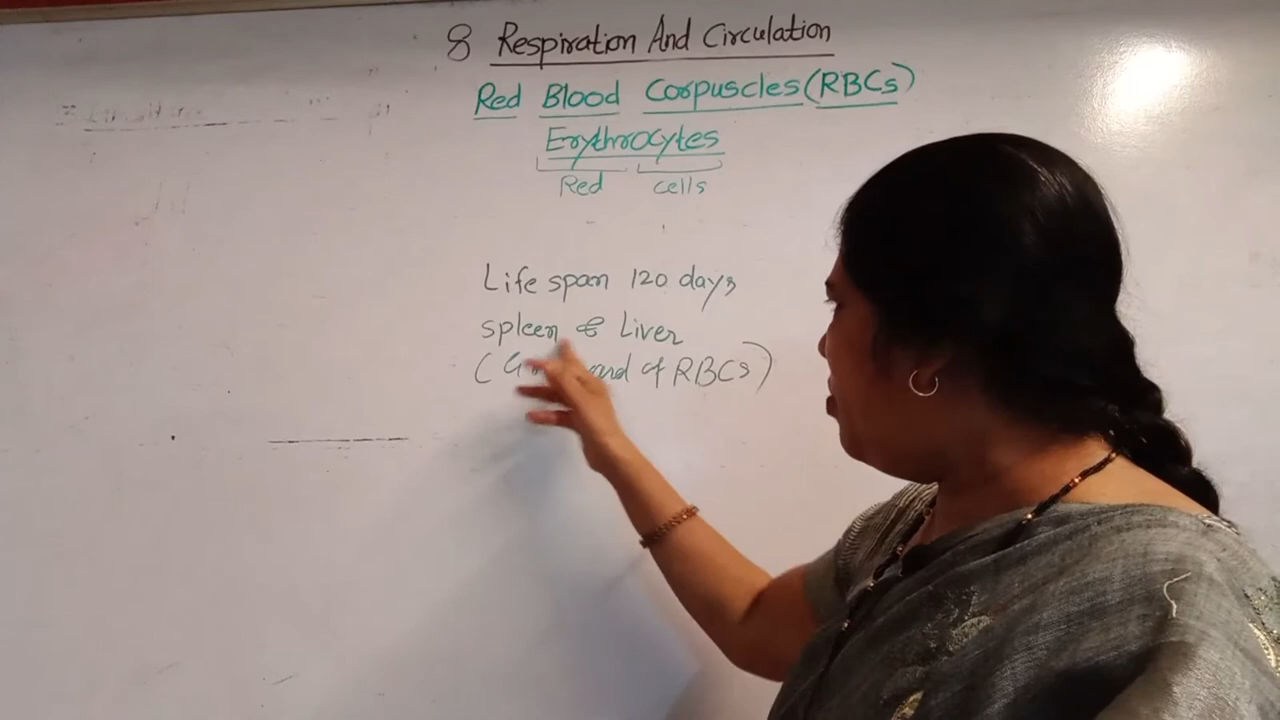 8 Respiration And Circulation
Red Blood Corpuscles (RBCs)
Erythrocytes
Red cells
Life span 120 days
spleen & Liver
( of RBCs)